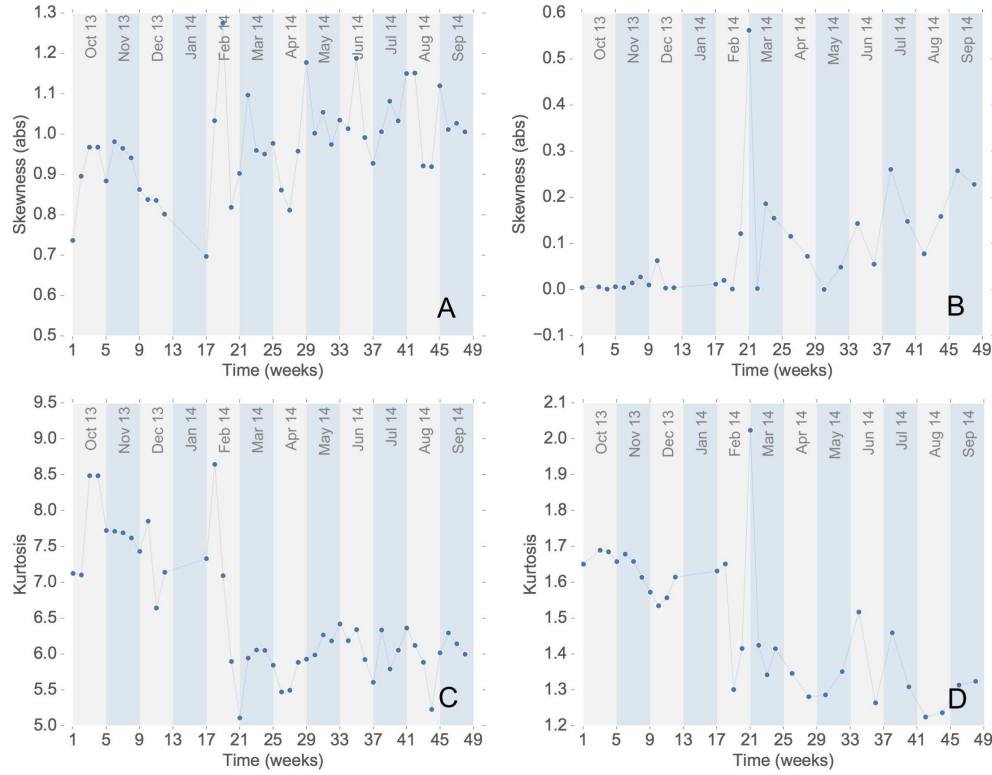 1.3
1.2
1.1
1.0
0.9
0.8
0.7
0.6
0.5
Skewness (abs)
Oct 13
Nov 13
Dec 13
Jan 14
Feb 14
Mar 14
Apr 14
May 14
Jun 14
Jul 14
Aug 14
Sep 14
A
1 5 9 13 17 21 25 29 33 37 41 45 49
Time (weeks)
0.6
0.5
0.4
0.3
0.2
0.1
0.0
−0.1
Skewness (abs)
Oct 13
Nov 13
Dec 13
Jan 14
Feb 14
Mar 14
Apr 14
May 14
Jun 14
Jul 14
Aug 14
Sep 14
B
1 5 9 13 17 21 25 29 33 37 41 45 49
Time (weeks)
9.5
9.0
8.5
8.0
7.5
7.0
6.5
6.0
5.5
5.0
Kurtosis
Oct 13
Nov 13
Dec 13
Jan 14
Feb 14
Mar 14
Apr 14
May 14
Jun 14
Jul 14
Aug 14
Sep 14
C
1 5 9 13 17 21 25 29 33 37 41 45 49
Time (weeks)
2.1
2.0
1.9
1.8
1.7
1.6
1.5
1.4
1.3
1.2
Kurtosis
Oct 13
Nov 13
Dec 13
Jan 14
Feb 14
Mar 14
Apr 14
May 14
Jun 14
Jul 14
Aug 14
Sep 14
D
1 5 9 13 17 21 25 29 33 37 41 45 49
Time (weeks)